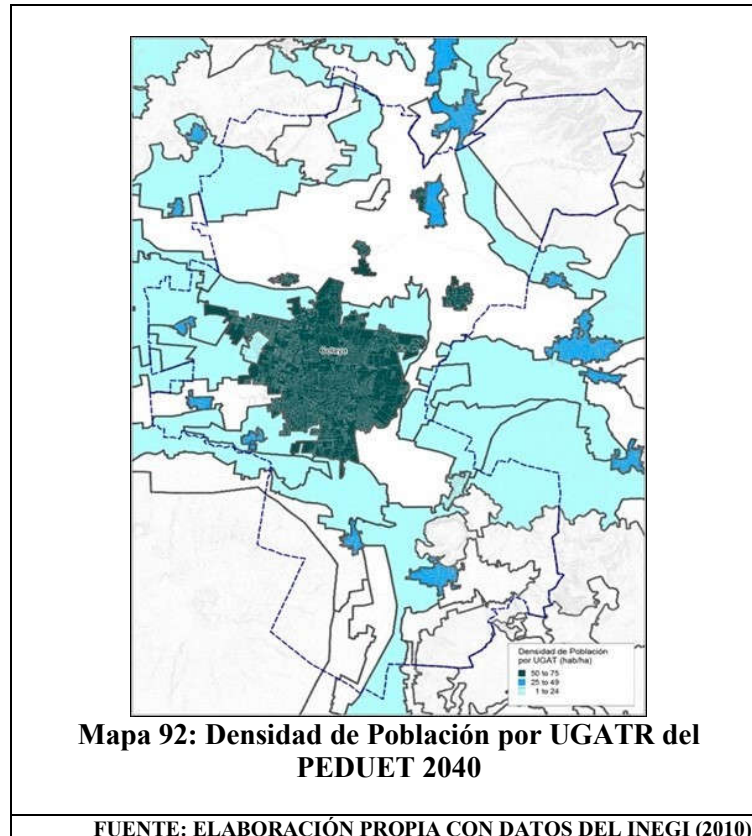 Celaya
Densidad de Población
por UGAT (hab/ha)
50 to 75
25 to 49
1 to 24
Mapa 92: Densidad de Población por UGATR del
PEDUET 2040
FUENTE: ELABORACIÓN PROPIA CON DATOS DEL INEGI (2010)